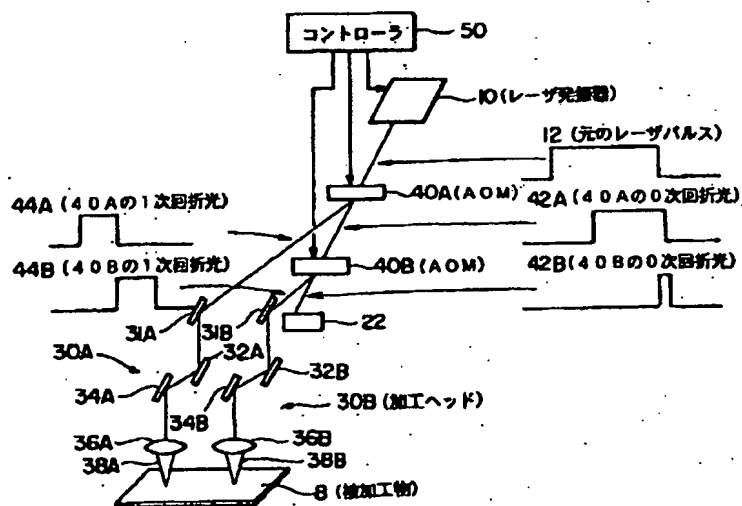 コントローラ
50
10(レーザ発振器)
12 (元のレーザパルス)
40A(AOM)
42A (40Aの0次回折光)
44A (40Aの1次回折光)
40B(AOM)
42B(40Bの0次回折光)
44B (40Bの1次回折光)
31A
31B
22
30A
32A
32B
34A
34B
30B (加工ヘッド)
36A
36B
38A
38B
8 (被加工物)